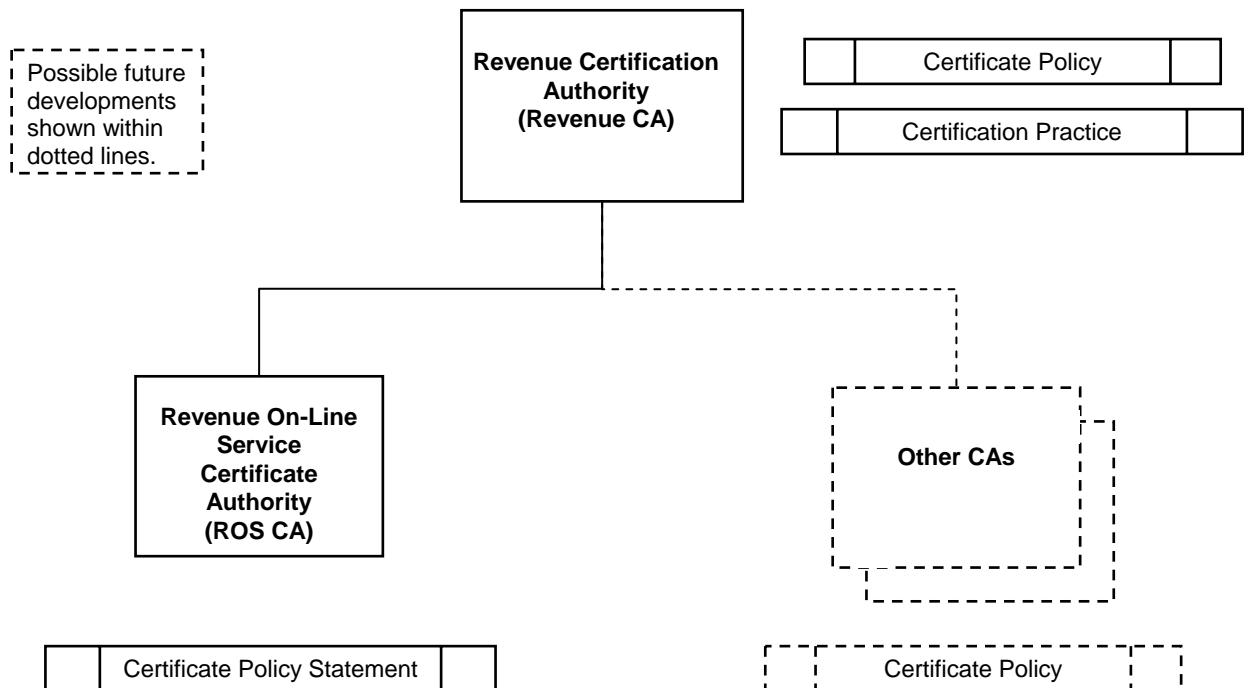 Possible future
developments
shown within
dotted lines.
Revenue Certification
Authority
(Revenue CA)
Certificate Policy
Certification Practice
Revenue On-Line
Service
Certificate
Authority
(ROS CA)
Other CAs
Certificate Policy Statement
Certificate Policy